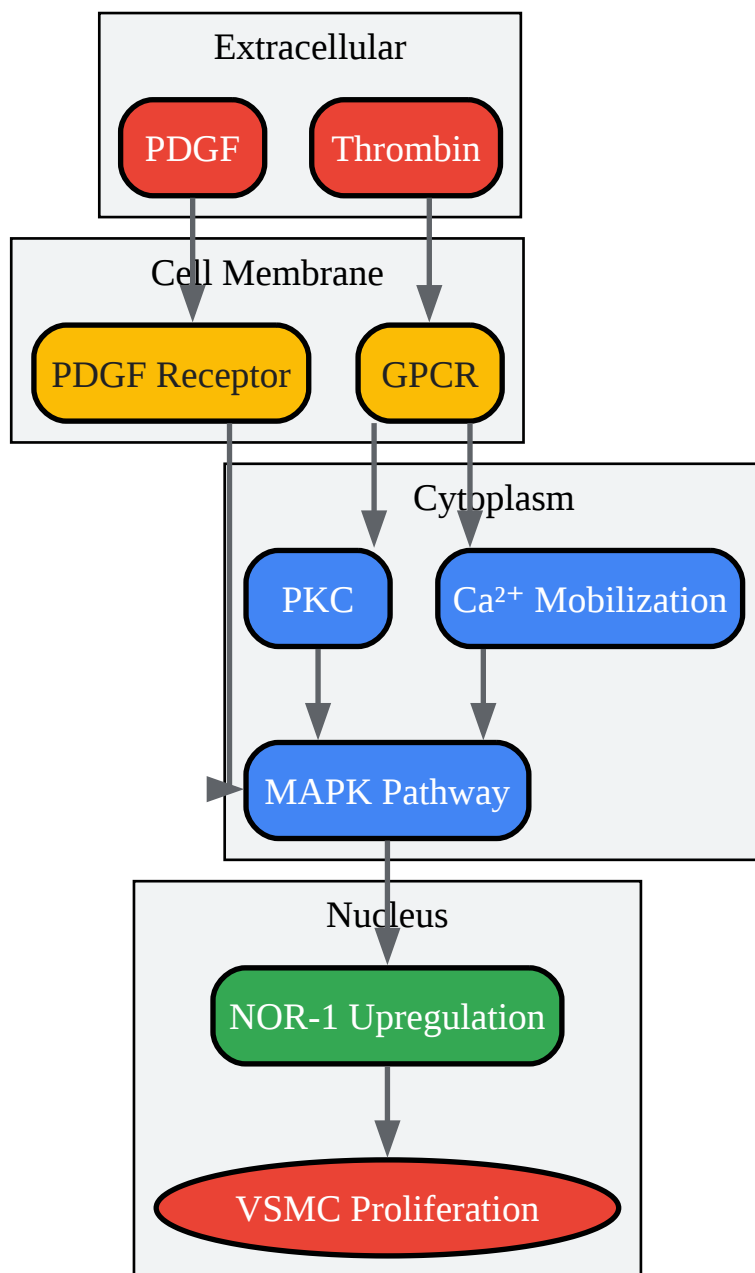 Extracellular
PDGF
Thrombin
Cell Membrane
PDGF Receptor
GPCR
Cytoplasm
PKC
Ca²⁺ Mobilization
MAPK Pathway
Nucleus
NOR-1 Upregulation
VSMC Proliferation